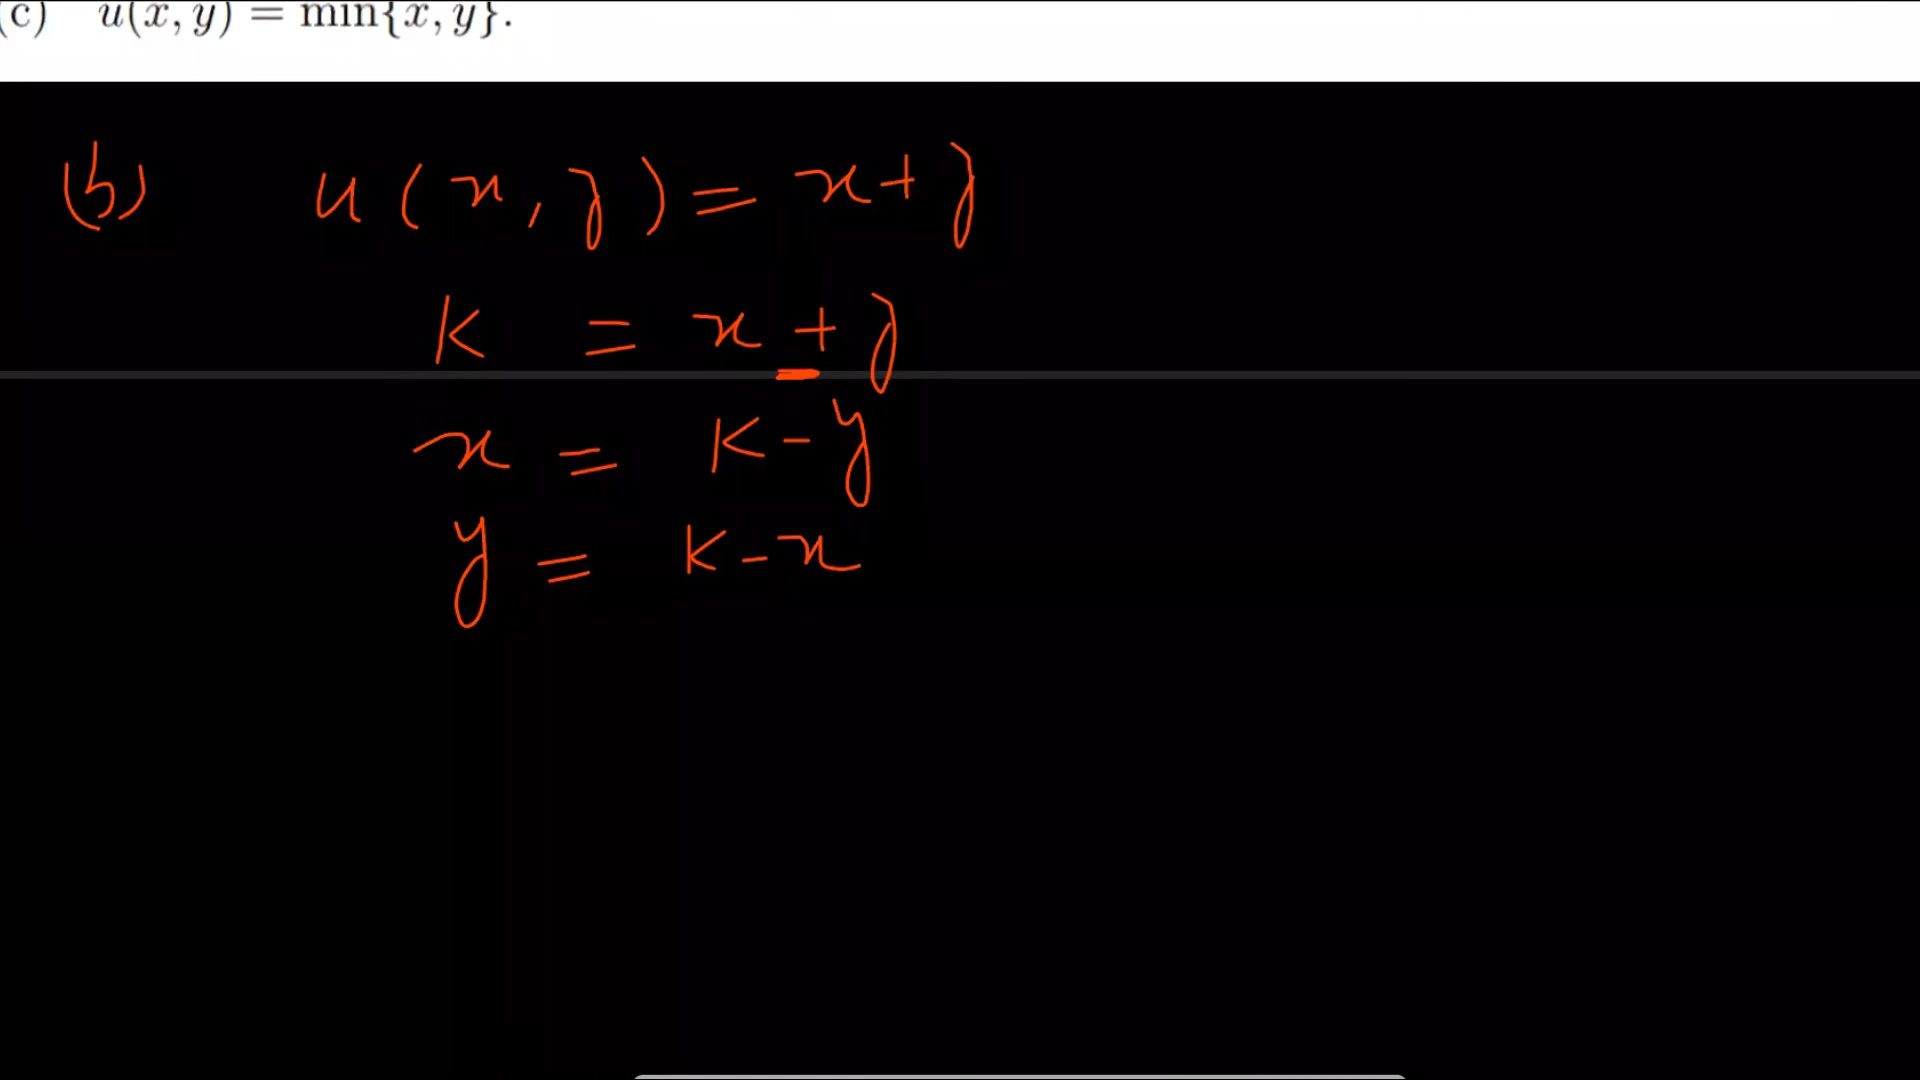 (c) u(x, y) = min{x, y}.
(b) u(x, y) = x + y
K = x + y
x = K - y
y = K - x